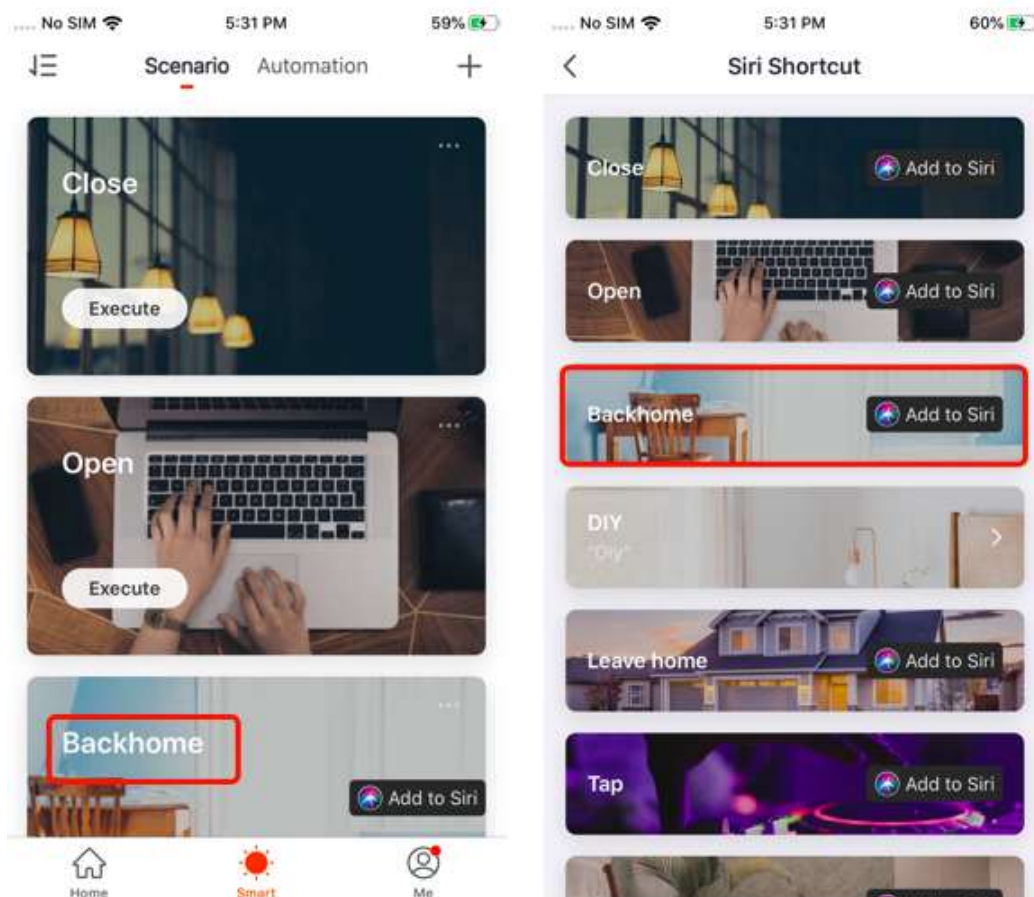 No SIM 5:31 PM 59%
Scenario Automation
Close
Execute
Open
Execute
Backhome
Add to Siri
Home Smart Me
No SIM 5:31 PM 60%
Siri Shortcut
Close Add to Siri
Open Add to Siri
Backhome Add to Siri
DIY
"Diy"
Leave home Add to Siri
Tap Add to Siri